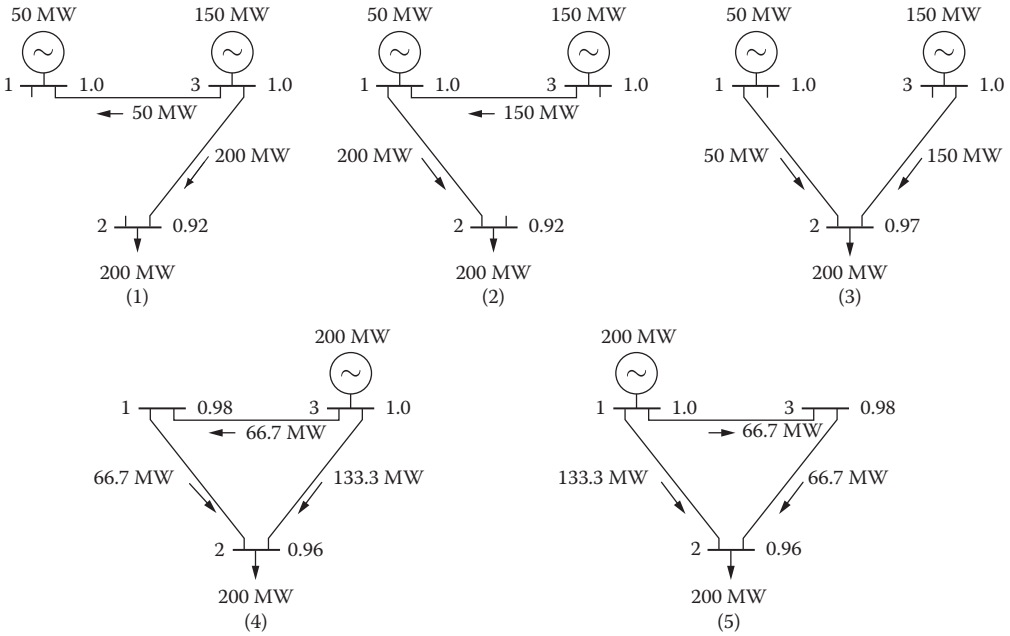 50 MW 150 MW 50 MW 150 MW 50 MW 150 MW
1 1.0 3 1.0 1 1.0 3 1.0 1 1.0 3 1.0
50 MW 150 MW
200 MW 200 MW 50 MW 150 MW
2 0.92 2 0.92 2 0.97
200 MW 200 MW 200 MW
(1) (2) (3)
200 MW 200 MW
1 0.98 3 1.0 1 1.0 3 0.98
66.7 MW 66.7 MW
66.7 MW 133.3 MW 133.3 MW 66.7 MW
2 0.96 2 0.96
200 MW 200 MW
(4) (5)